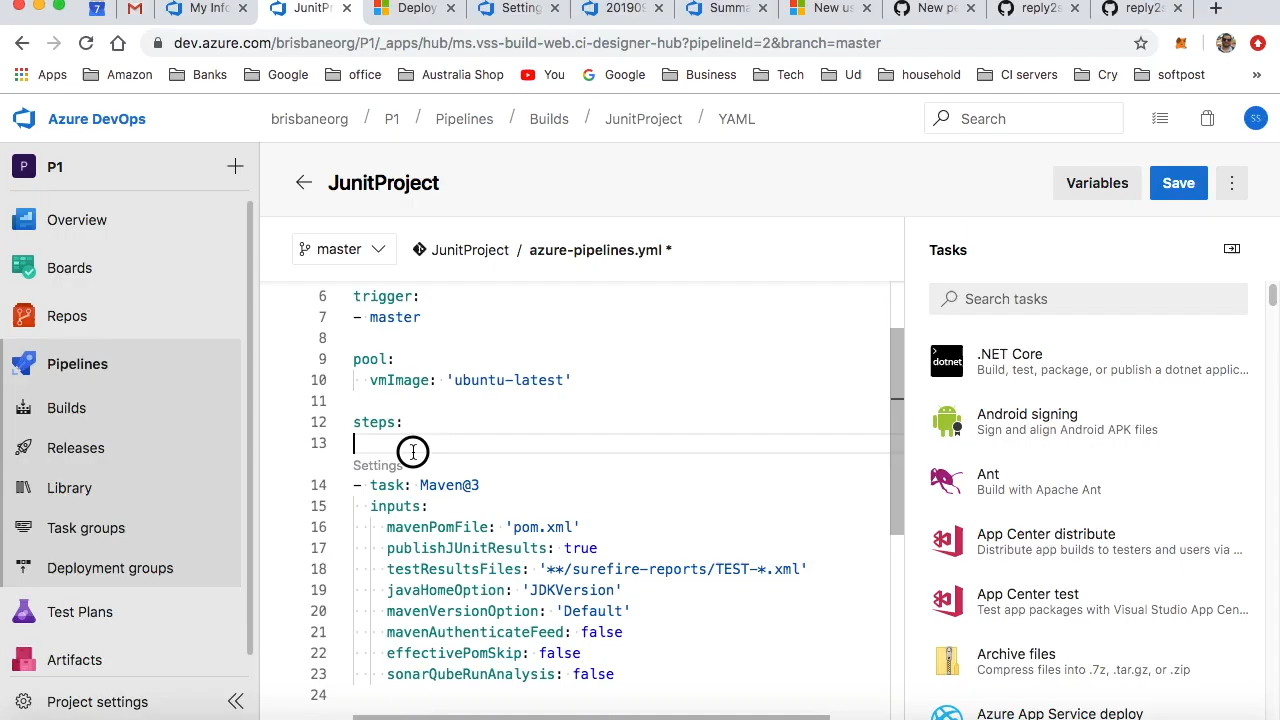 7 My Info JunitPr Deploy Setting 201909 Summa New us New pe reply2s reply2s
dev.azure.com/brisbaneorg/P1/_apps/hub/ms.vss-build-web.ci-designer-hub?pipelineId=2&branch=master
Apps Amazon Banks Google office Australia Shop You Google Business Tech Ud household CI servers Cry softpost »
Azure DevOps brisbaneorg / P1 / Pipelines / Builds / JunitProject / YAML Search SS
P P1
Overview
Boards
Repos
Pipelines
Builds
Releases
Library
Task groups
Deployment groups
Test Plans
Artifacts
Project settings
JunitProject Variables Save
master JunitProject / azure-pipelines.yml *
6 trigger:
7 - master
8
9 pool:
10 vmImage: 'ubuntu-latest'
11
12 steps:
13
Settings
14 - task: Maven@3
15 inputs:
16 mavenPomFile: 'pom.xml'
17 publishJUnitResults: true
18 testResultsFiles: '**/surefire-reports/TEST-*.xml'
19 javaHomeOption: 'JDKVersion'
20 mavenVersionOption: 'Default'
21 mavenAuthenticateFeed: false
22 effectivePomSkip: false
23 sonarQubeRunAnalysis: false
24
Tasks
Search tasks
dotnet
.NET Core
Build, test, package, or publish a dotnet applic...
Android signing
Sign and align Android APK files
Ant
Build with Apache Ant
App Center distribute
Distribute app builds to testers and users via ...
App Center test
Test app packages with Visual Studio App Cen...
Archive files
Compress files into .7z, .tar.gz, or .zip
Azure App Service deploy